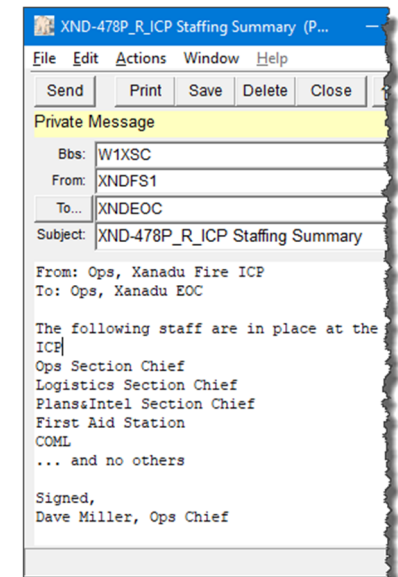 XND-478P_R_ICP Staffing Summary (P...
File Edit Actions Window Help
Send Print Save Delete Close
Private Message
Bbs: W1XSC
From: XNDFS1
To... XNDEOC
Subject: XND-478P_R_ICP Staffing Summary
From: Ops, Xanadu Fire ICP
To: Ops, Xanadu EOC
The following staff are in place at the
ICP
Ops Section Chief
Logistics Section Chief
Plans&Intel Section Chief
First Aid Station
COML
... and no others
Signed,
Dave Miller, Ops Chief